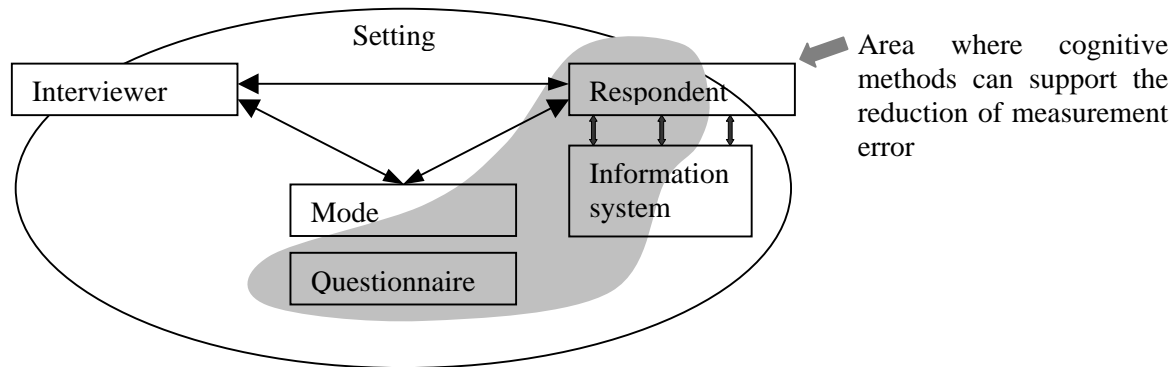 Setting
Interviewer
Respondent
Area where cognitive
methods can support the
reduction of measurement
error
Information
system
Mode
Questionnaire